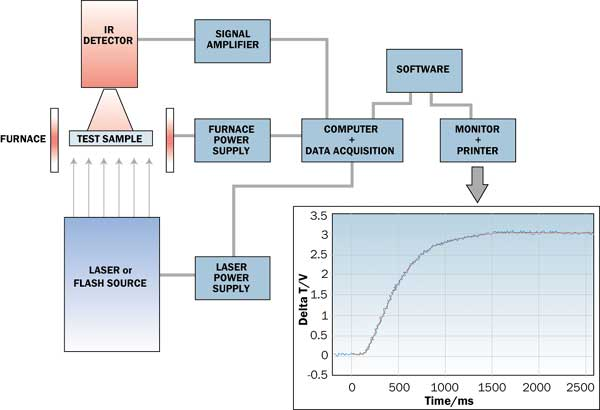 IR
DETECTOR
SIGNAL
AMPLIFIER
SOFTWARE
FURNACE
TEST SAMPLE
FURNACE
POWER
SUPPLY
COMPUTER
+
DATA ACQUISITION
MONITOR
+
PRINTER
LASER or
FLASH SOURCE
LASER
POWER
SUPPLY
Delta T/V
3.5
3
2.5
2
1.5
1
0.5
0
-0.5
0 500 1000 1500 2000 2500
Time/ms